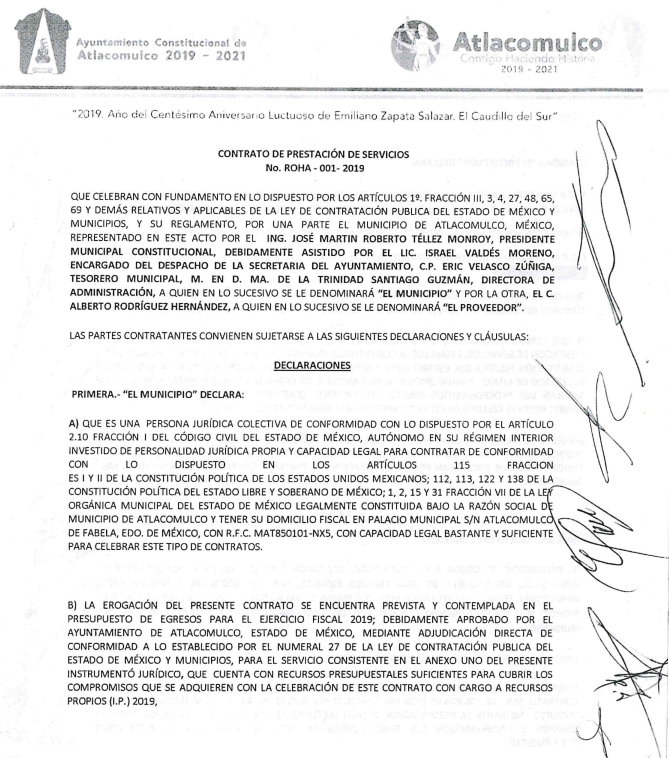 Ayuntamiento Constitucional de
Atlacomulco 2019 - 2021
Atlacomulco
Contigo Haciendo Historia
2019 - 2021
"2019. Año del Centésimo Aniversario Luctuoso de Emiliano Zapata Salazar. El Caudillo del Sur"
CONTRATO DE PRESTACIÓN DE SERVICIOS
No. ROHA - 001- 2019
QUE CELEBRAN CON FUNDAMENTO EN LO DISPUESTO POR LOS ARTÍCULOS 1º. FRACCIÓN III, 3, 4, 27, 48, 65,
69 Y DEMÁS RELATIVOS Y APLICABLES DE LA LEY DE CONTRATACIÓN PUBLICA DEL ESTADO DE MÉXICO Y
MUNICIPIOS, Y SU REGLAMENTO, POR UNA PARTE EL MUNICIPIO DE ATLACOMULCO, MÉXICO,
REPRESENTADO EN ESTE ACTO POR EL ING. JOSÉ MARTIN ROBERTO TÉLLEZ MONROY, PRESIDENTE
MUNICIPAL CONSTITUCIONAL, DEBIDAMENTE ASISTIDO POR EL LIC. ISRAEL VALDÉS MORENO,
ENCARGADO DEL DESPACHO DE LA SECRETARIA DEL AYUNTAMIENTO, C.P. ERIC VELASCO ZÚÑIGA,
TESORERO MUNICIPAL, M. EN D. MA. DE LA TRINIDAD SANTIAGO GUZMÁN, DIRECTORA DE
ADMINISTRACIÓN, A QUIEN EN LO SUCESIVO SE LE DENOMINARÁ "EL MUNICIPIO" Y POR LA OTRA, EL C.
ALBERTO RODRÍGUEZ HERNÁNDEZ, A QUIEN EN LO SUCESIVO SE LE DENOMINARÁ "EL PROVEEDOR".
LAS PARTES CONTRATANTES CONVIENEN SUJETARSE A LAS SIGUIENTES DECLARACIONES Y CLÁUSULAS:
DECLARACIONES
PRIMERA.- "EL MUNICIPIO" DECLARA:
A) QUE ES UNA PERSONA JURÍDICA COLECTIVA DE CONFORMIDAD CON LO DISPUESTO POR EL ARTÍCULO
2.10 FRACCIÓN I DEL CÓDIGO CIVIL DEL ESTADO DE MÉXICO, AUTÓNOMO EN SU RÉGIMEN INTERIOR
INVESTIDO DE PERSONALIDAD JURÍDICA PROPIA Y CAPACIDAD LEGAL PARA CONTRATAR DE CONFORMIDAD
CON LO DISPUESTO EN LOS ARTÍCULOS 115 FRACCION
ES I Y II DE LA CONSTITUCIÓN POLÍTICA DE LOS ESTADOS UNIDOS MEXICANOS; 112, 113, 122 Y 138 DE LA
CONSTITUCIÓN POLÍTICA DEL ESTADO LIBRE Y SOBERANO DE MÉXICO; 1, 2, 15 Y 31 FRACCIÓN VII DE LA LEY
ORGÁNICA MUNICIPAL DEL ESTADO DE MÉXICO LEGALMENTE CONSTITUIDA BAJO LA RAZÓN SOCIAL DE
MUNICIPIO DE ATLACOMULCO Y TENER SU DOMICILIO FISCAL EN PALACIO MUNICIPAL S/N ATLACOMULCO
DE FABELA, EDO. DE MÉXICO, CON R.F.C. MAT850101-NX5, CON CAPACIDAD LEGAL BASTANTE Y SUFICIENTE
PARA CELEBRAR ESTE TIPO DE CONTRATOS.
B) LA EROGACIÓN DEL PRESENTE CONTRATO SE ENCUENTRA PREVISTA Y CONTEMPLADA EN EL
PRESUPUESTO DE EGRESOS PARA EL EJERCICIO FISCAL 2019; DEBIDAMENTE APROBADO POR EL
AYUNTAMIENTO DE ATLACOMULCO, ESTADO DE MÉXICO, MEDIANTE ADJUDICACIÓN DIRECTA DE
CONFORMIDAD A LO ESTABLECIDO POR EL NUMERAL 27 DE LA LEY DE CONTRATACIÓN PUBLICA DEL
ESTADO DE MÉXICO Y MUNICIPIOS, PARA EL SERVICIO CONSISTENTE EN EL ANEXO UNO DEL PRESENTE
INSTRUMENTÓ JURÍDICO, QUE CUENTA CON RECURSOS PRESUPUESTALES SUFICIENTES PARA CUBRIR LOS
COMPROMISOS QUE SE ADQUIEREN CON LA CELEBRACIÓN DE ESTE CONTRATO CON CARGO A RECURSOS
PROPIOS (I.P.) 2019,